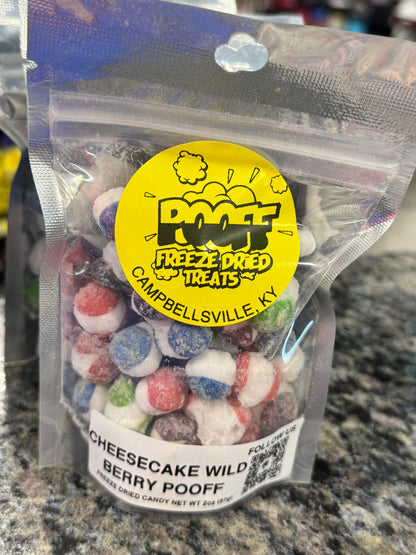 POOFF
FREEZE DRIED
TREATS
CAMPBELLSVILLE, KY
CHEESECAKE WILD
BERRY POOFF
FREEZE DRIED CANDY NET WT 2oz (57g)
FOLLOW US